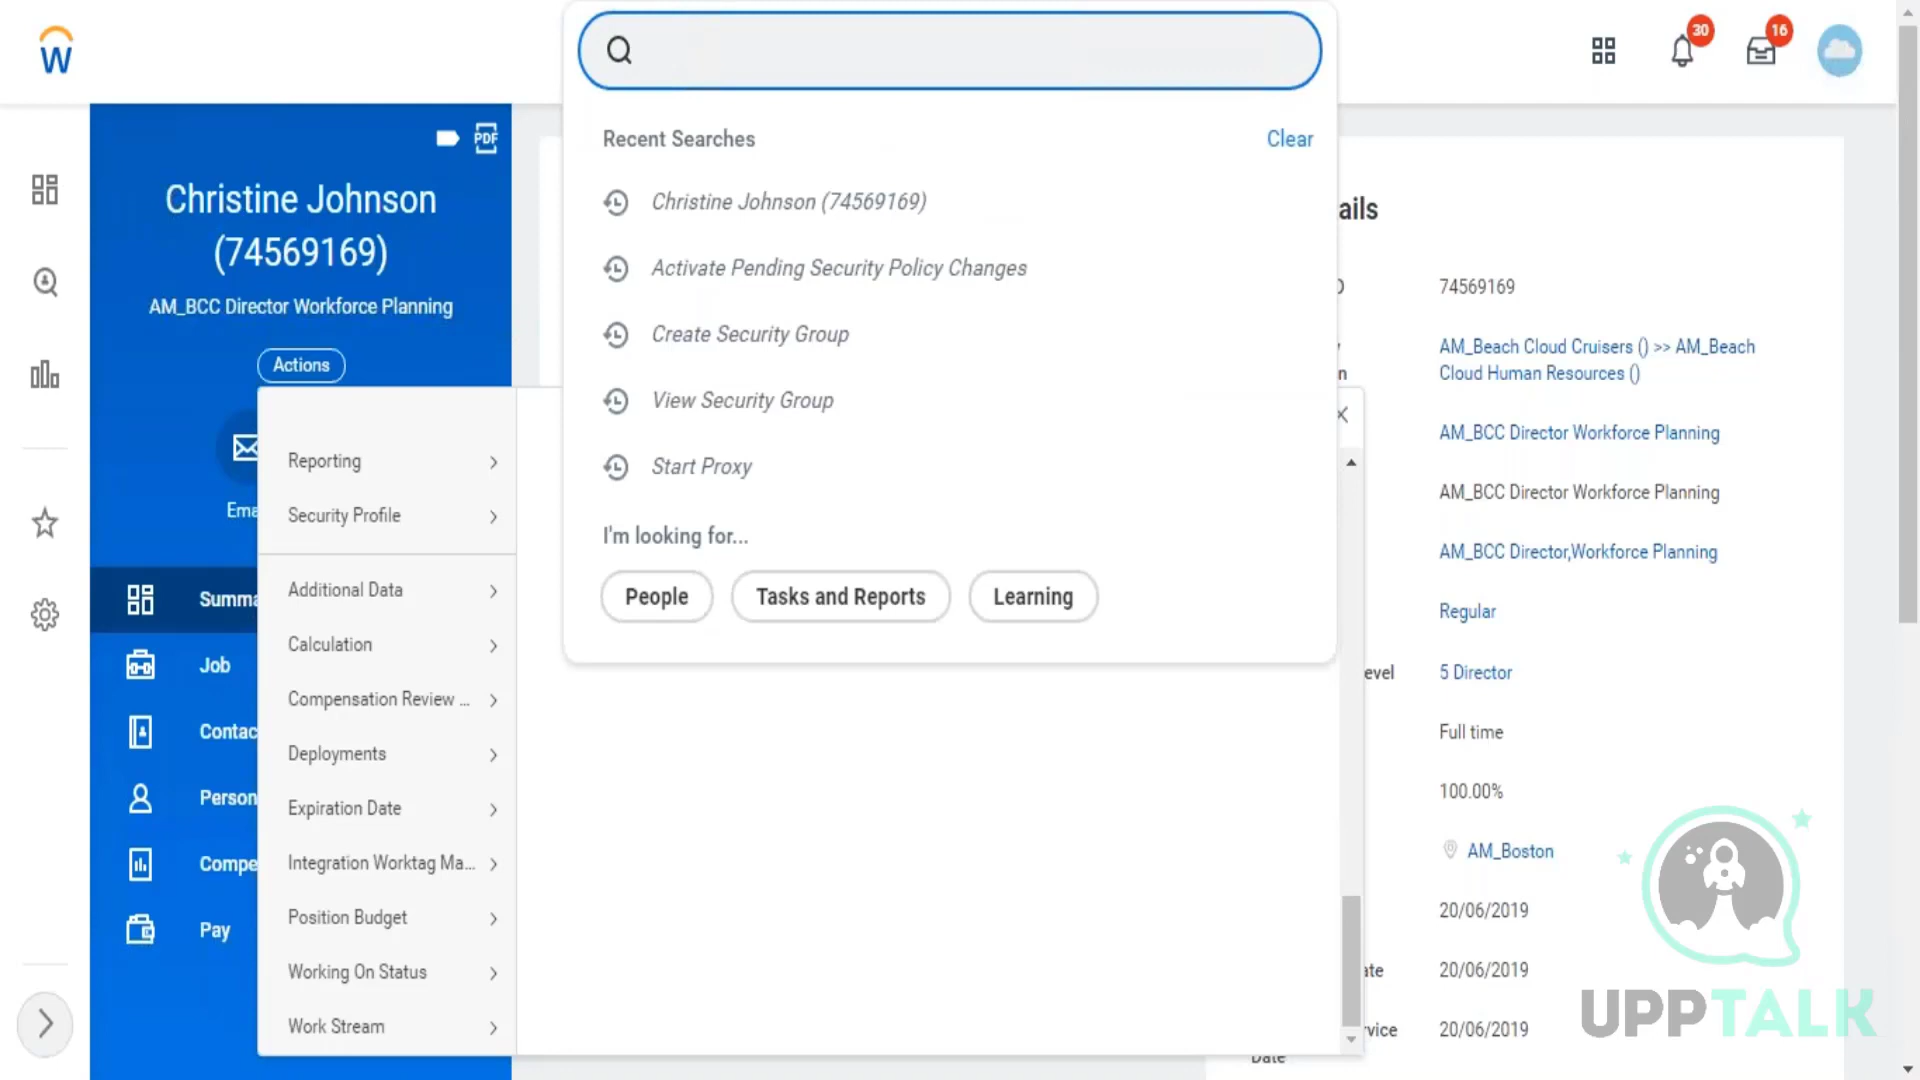 W
30
16
PDF
Christine Johnson
(74569169)
AM_BCC Director Workforce Planning
Actions
Ema
Summa
Job
Contac
Person
Compe
Pay
Reporting
Security Profile
Additional Data
Calculation
Compensation Review ...
Deployments
Expiration Date
Integration Worktag Ma...
Position Budget
Working On Status
Work Stream
Recent Searches
Clear
Christine Johnson (74569169)
Activate Pending Security Policy Changes
Create Security Group
View Security Group
Start Proxy
I'm looking for...
People
Tasks and Reports
Learning
ails
74569169
AM_Beach Cloud Cruisers () >> AM_Beach
n
Cloud Human Resources ()
AM_BCC Director Workforce Planning
AM_BCC Director Workforce Planning
AM_BCC Director,Workforce Planning
Regular
evel
5 Director
Full time
100.00%
AM_Boston
20/06/2019
ate
20/06/2019
rvice
20/06/2019
Date
UPPTALK